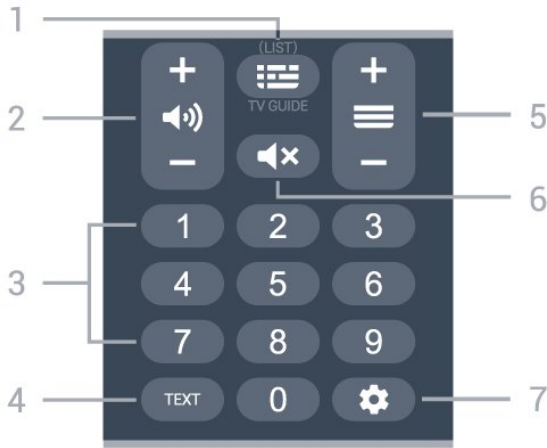 1
(LIST)
+ +
TV GUIDE
2 5
− −
6
1 2 3
3
4 5 6
7 8 9
4 TEXT 0 7